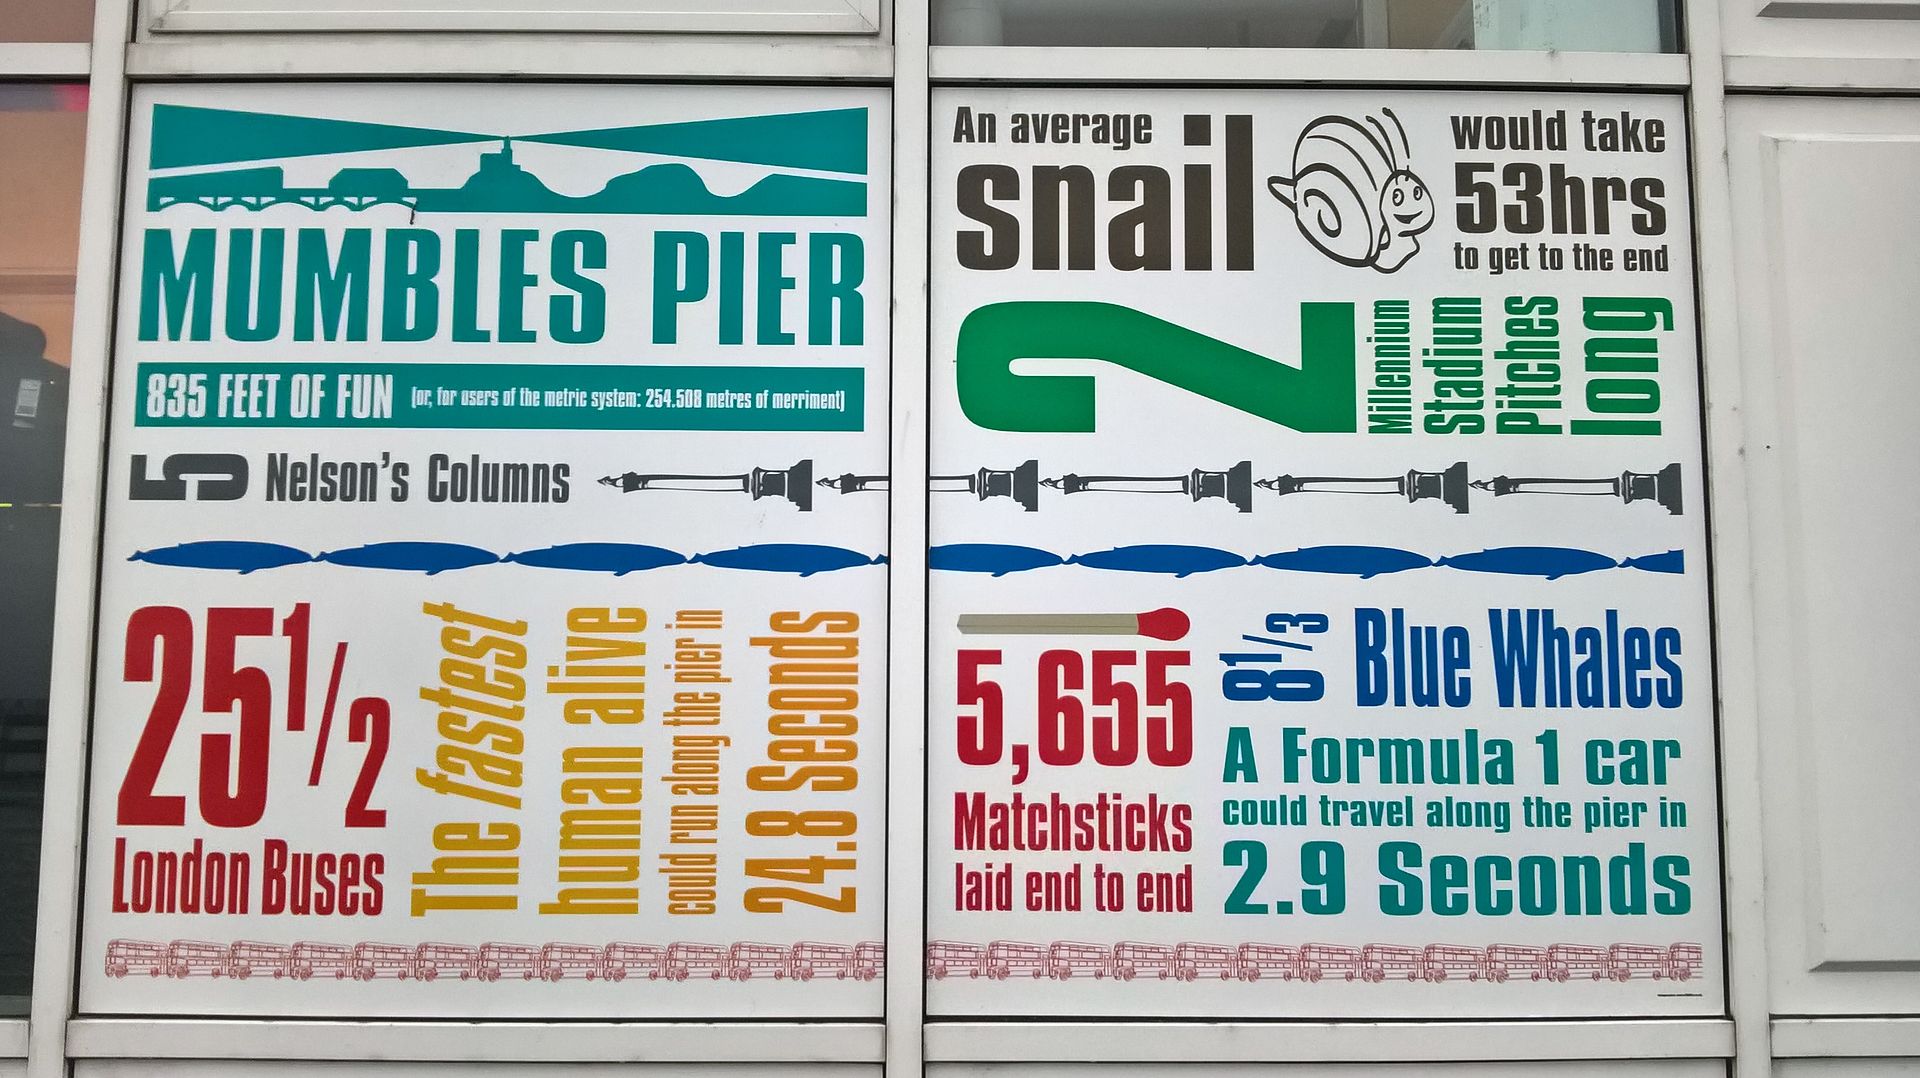 MUMBLES PIER
835 FEET OF FUN (or, for users of the metric system: 254.508 metres of merriment)
5 Nelson's Columns
25 1/2
London Buses
The fastest
human alive
could run along the pier in
24.8 Seconds
An average
snail
would take
53hrs
to get to the end
2
Millennium
Stadium
Pitches
long
5,655
Matchsticks
laid end to end
8 1/3 Blue Whales
A Formula 1 car
could travel along the pier in
2.9 Seconds